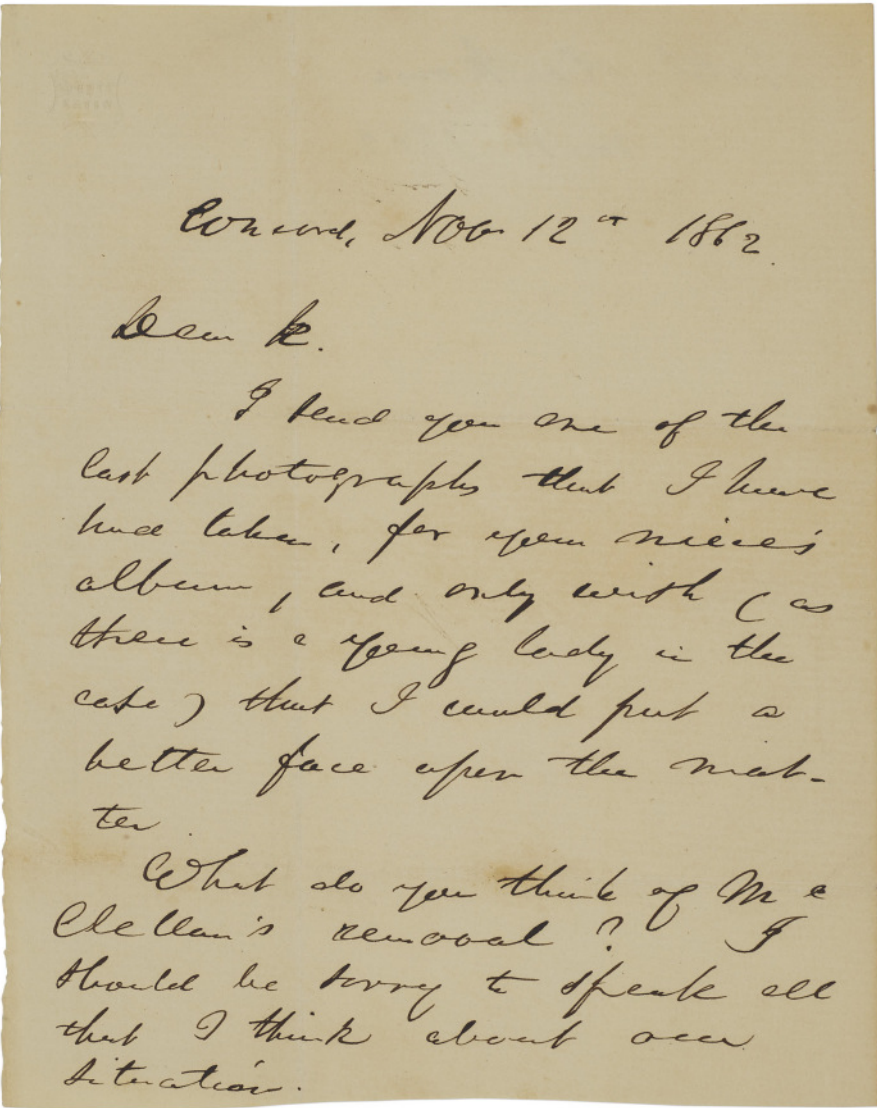 Concord, Nov 12th 1862.
Dear K.
I send you one of the
last photographs that I have
had taken, for your niece's
album, and only wish (as
there is a young lady in the
case) that I could put a
better face upon the mat-
ter.
What do you think of Mc
Clellan's removal? I
should be sorry to speak all
that I think about our
situation.